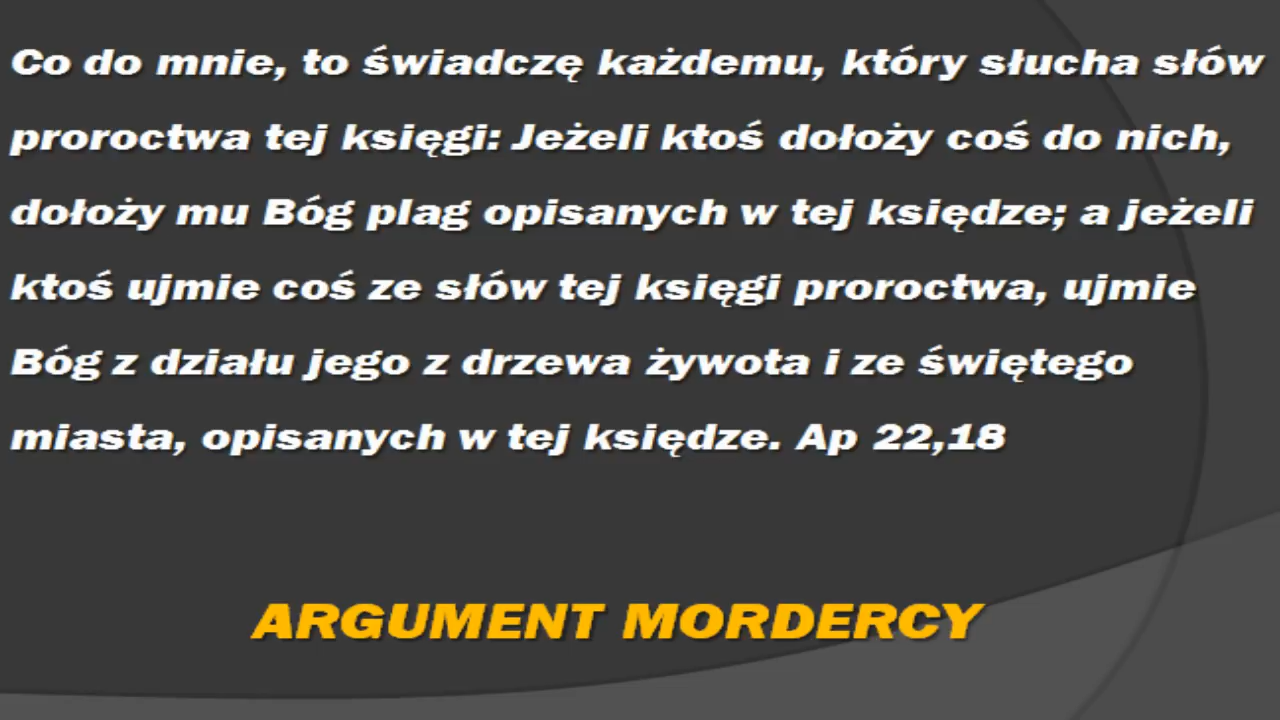 Co do mnie, to świadczę każdemu, który słucha słów
proroctwa tej księgi: Jeżeli ktoś dołoży coś do nich,
dołoży mu Bóg plag opisanych w tej księdze; a jeżeli
ktoś ujmie coś ze słów tej księgi proroctwa, ujmie
Bóg z działu jego z drzewa żywota i ze świętego
miasta, opisanych w tej księdze. Ap 22,18
ARGUMENT MORDERCY